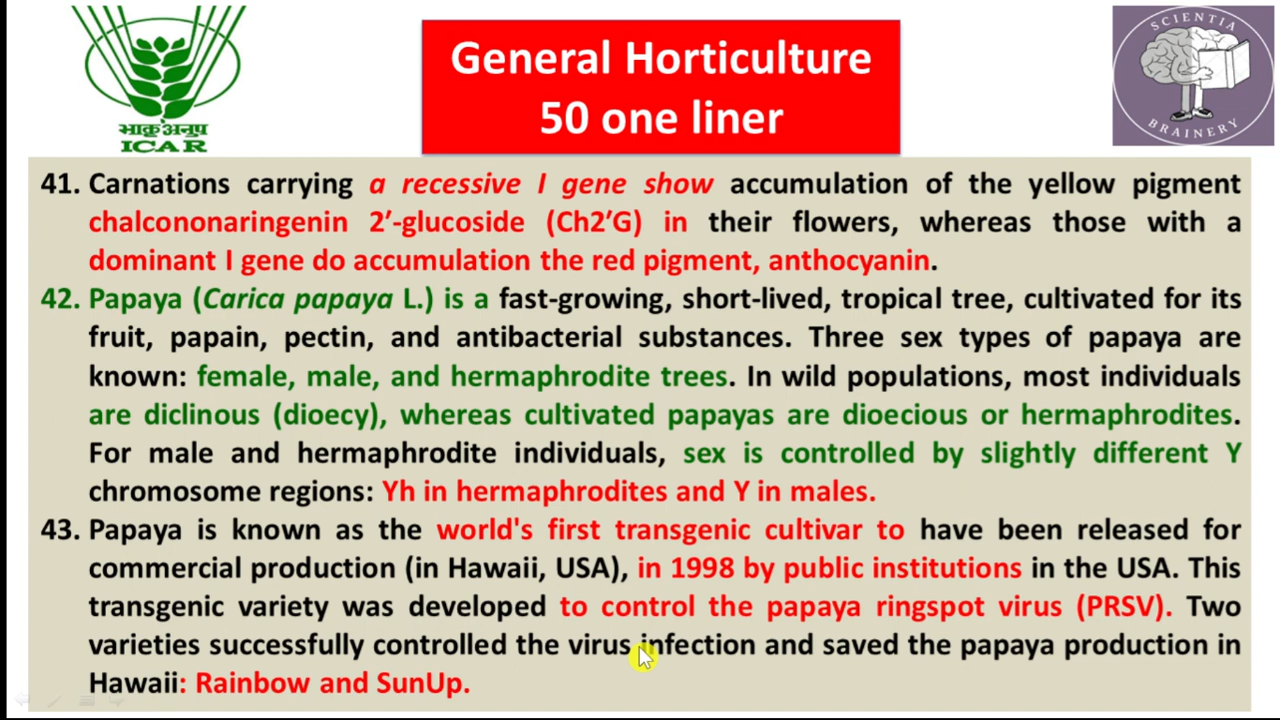 General Horticulture
50 one liner
भाकृअनुप
ICAR
SCIENTIA
BRAINERY
41. Carnations carrying a recessive I gene show accumulation of the yellow pigment
chalcononaringenin 2′-glucoside (Ch2′G) in their flowers, whereas those with a
dominant I gene do accumulation the red pigment, anthocyanin.
42. Papaya (Carica papaya L.) is a fast-growing, short-lived, tropical tree, cultivated for its
fruit, papain, pectin, and antibacterial substances. Three sex types of papaya are
known: female, male, and hermaphrodite trees. In wild populations, most individuals
are diclinous (dioecy), whereas cultivated papayas are dioecious or hermaphrodites.
For male and hermaphrodite individuals, sex is controlled by slightly different Y
chromosome regions: Yh in hermaphrodites and Y in males.
43. Papaya is known as the world's first transgenic cultivar to have been released for
commercial production (in Hawaii, USA), in 1998 by public institutions in the USA. This
transgenic variety was developed to control the papaya ringspot virus (PRSV). Two
varieties successfully controlled the virus infection and saved the papaya production in
Hawaii: Rainbow and SunUp.